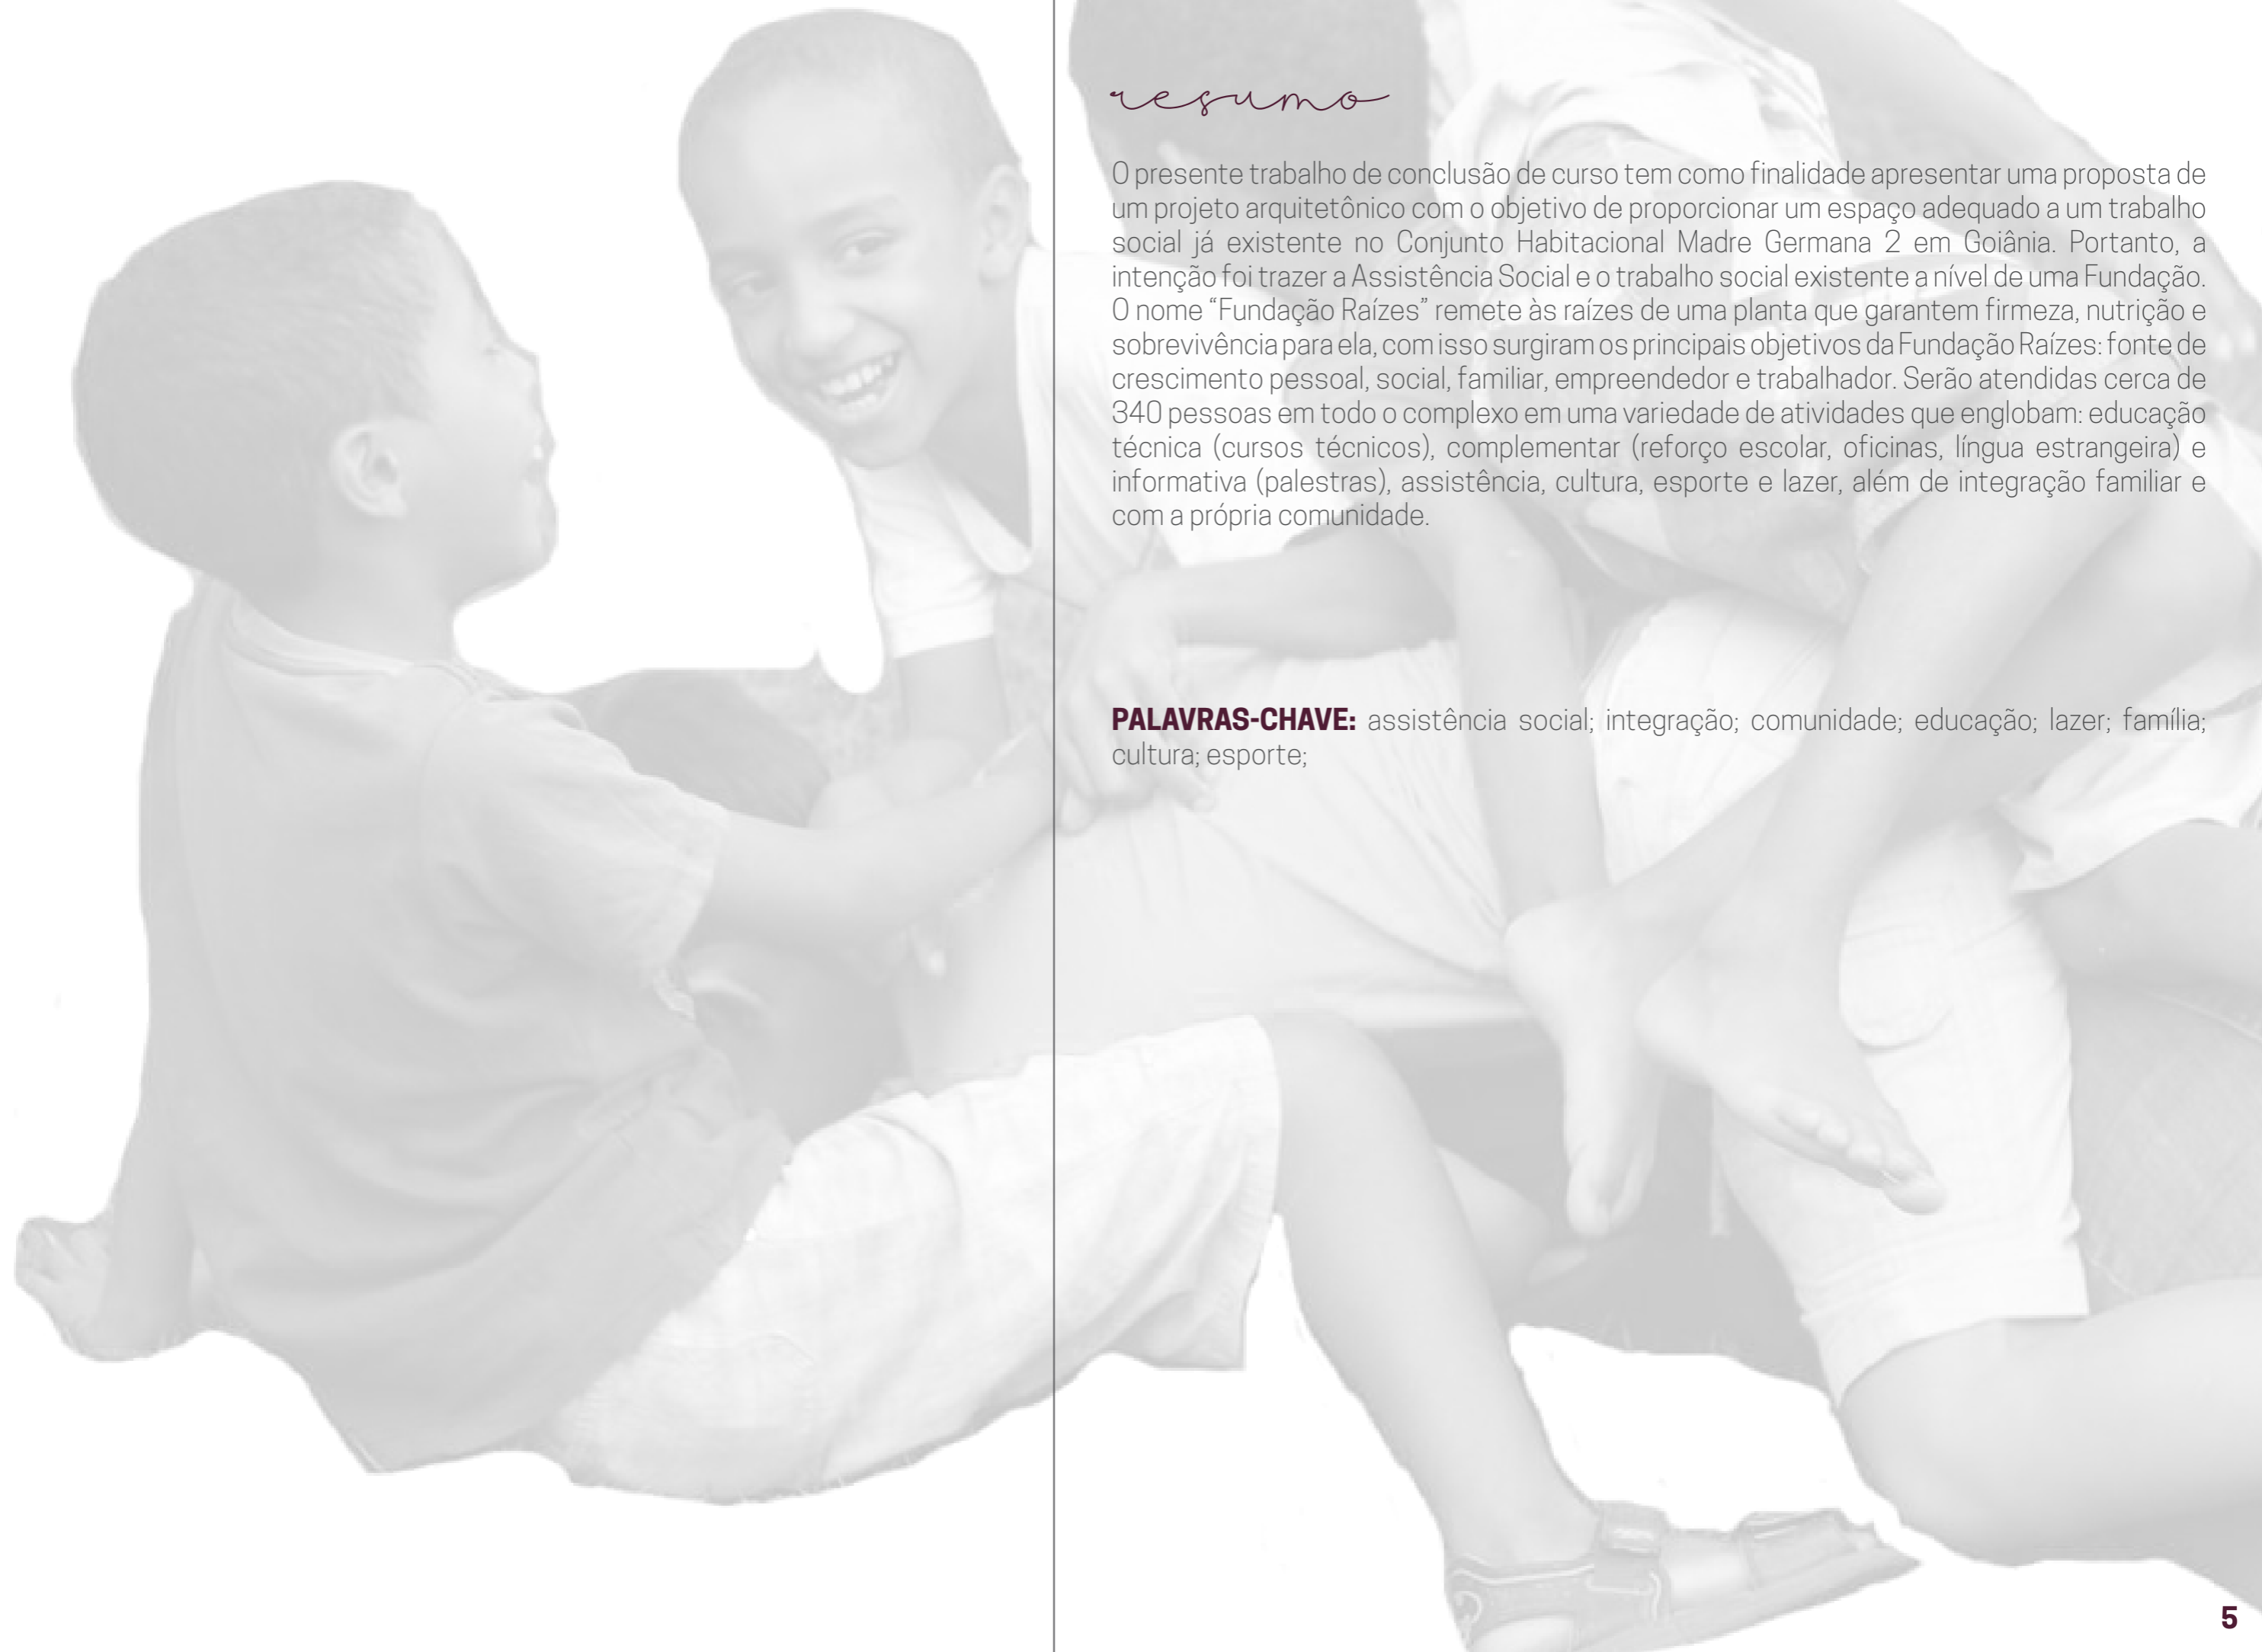 resumo
O presente trabalho de conclusão de curso tem como finalidade apresentar uma proposta de
um projeto arquitetônico com o objetivo de proporcionar um espaço adequado a um trabalho
social já existente no Conjunto Habitacional Madre Germana 2 em Goiânia. Portanto, a
intenção foi trazer a Assistência Social e o trabalho social existente a nível de uma Fundação.
O nome “Fundação Raízes” remete às raízes de uma planta que garantem firmeza, nutrição e
sobrevivência para ela, com isso surgiram os principais objetivos da Fundação Raízes: fonte de
crescimento pessoal, social, familiar, empreendedor e trabalhador. Serão atendidas cerca de
340 pessoas em todo o complexo em uma variedade de atividades que englobam: educação
técnica (cursos técnicos), complementar (reforço escolar, oficinas, língua estrangeira) e
informativa (palestras), assistência, cultura, esporte e lazer, além de integração familiar e
com a própria comunidade.
PALAVRAS-CHAVE: assistência social; integração; comunidade; educação; lazer; família;
cultura; esporte;
5